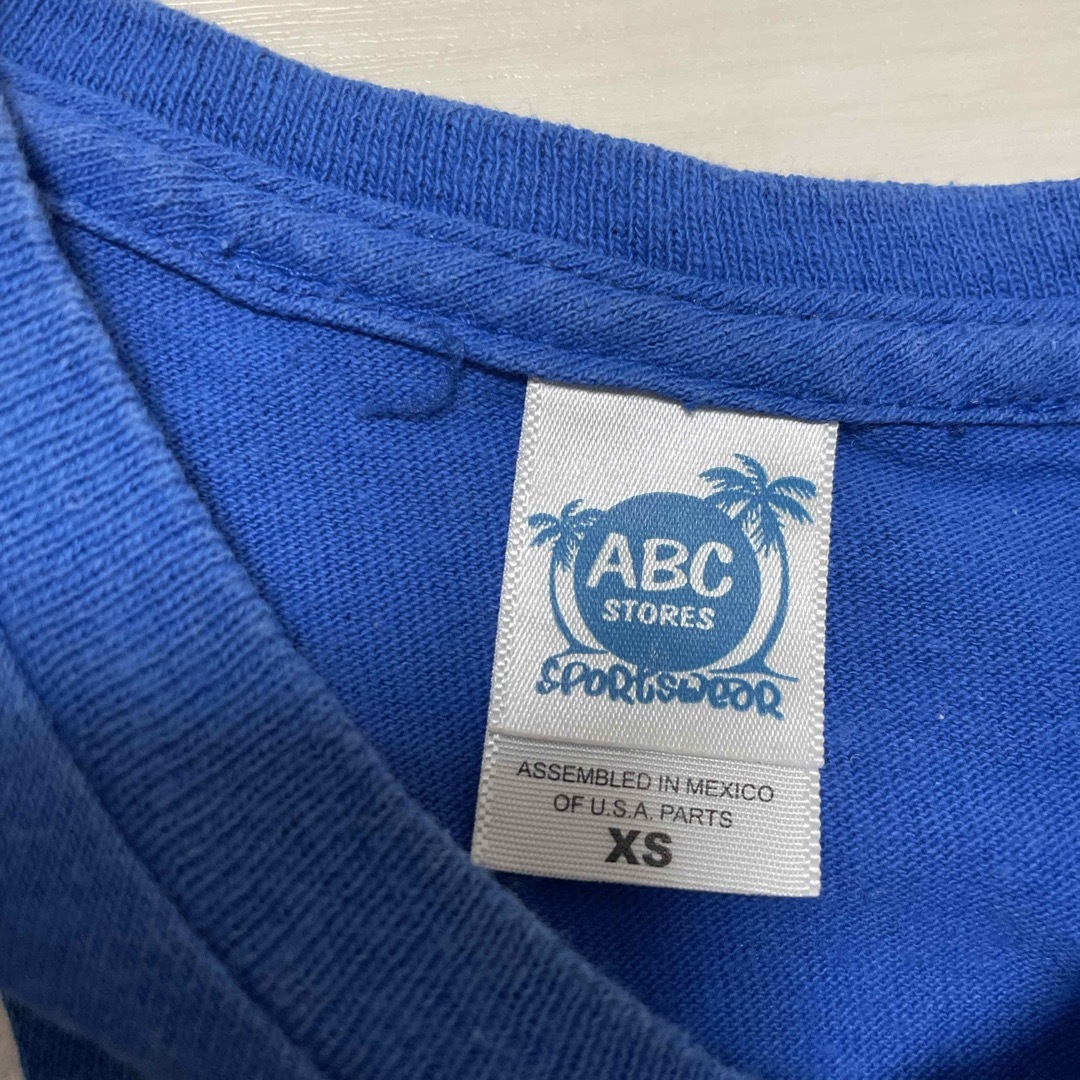 ABC
STORES
SPORtSWEAR
ASSEMBLED IN MEXICO
OF U.S.A. PARTS
XS